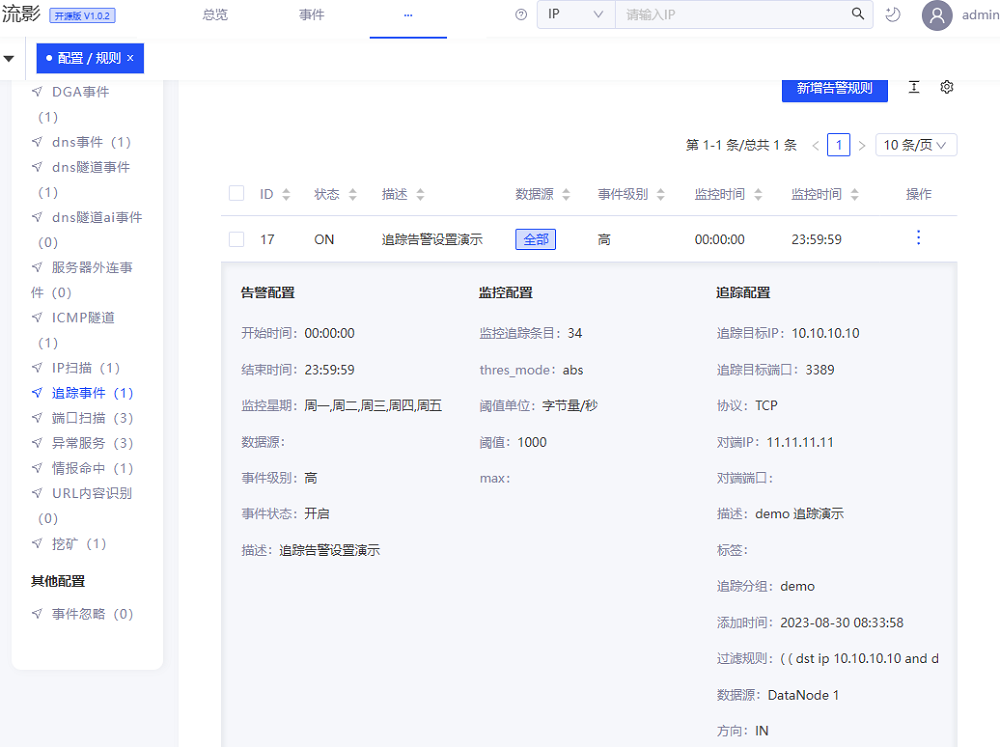 流影 开源版 V1.0.2 总览 事件 ... IP 请输入IP admin
配置 / 规则 ×
DGA事件
(1)
dns事件 (1)
dns隧道事件
(1)
dns隧道ai事件
(0)
服务器外连事
件 (0)
ICMP隧道
(1)
IP扫描 (1)
追踪事件 (1)
端口扫描 (3)
异常服务 (3)
情报命中 (1)
URL内容识别
(0)
挖矿 (1)
其他配置
事件忽略 (0)
新增告警规则
第 1-1 条/总共 1 条 < 1 > 10 条/页
ID 状态 描述 数据源 事件级别 监控时间 监控时间 操作
17 ON 追踪告警设置演示 全部 高 00:00:00 23:59:59
告警配置
开始时间: 00:00:00
结束时间: 23:59:59
监控星期: 周一,周二,周三,周四,周五
数据源:
事件级别: 高
事件状态: 开启
描述: 追踪告警设置演示
监控配置
监控追踪条目: 34
thres_mode: abs
阈值单位: 字节量/秒
阈值: 1000
max:
追踪配置
追踪目标IP: 10.10.10.10
追踪目标端口: 3389
协议: TCP
对端IP: 11.11.11.11
对端端口:
描述: demo 追踪演示
标签:
追踪分组: demo
添加时间: 2023-08-30 08:33:58
过滤规则: ( ( dst ip 10.10.10.10 and d
数据源: DataNode 1
方向: IN